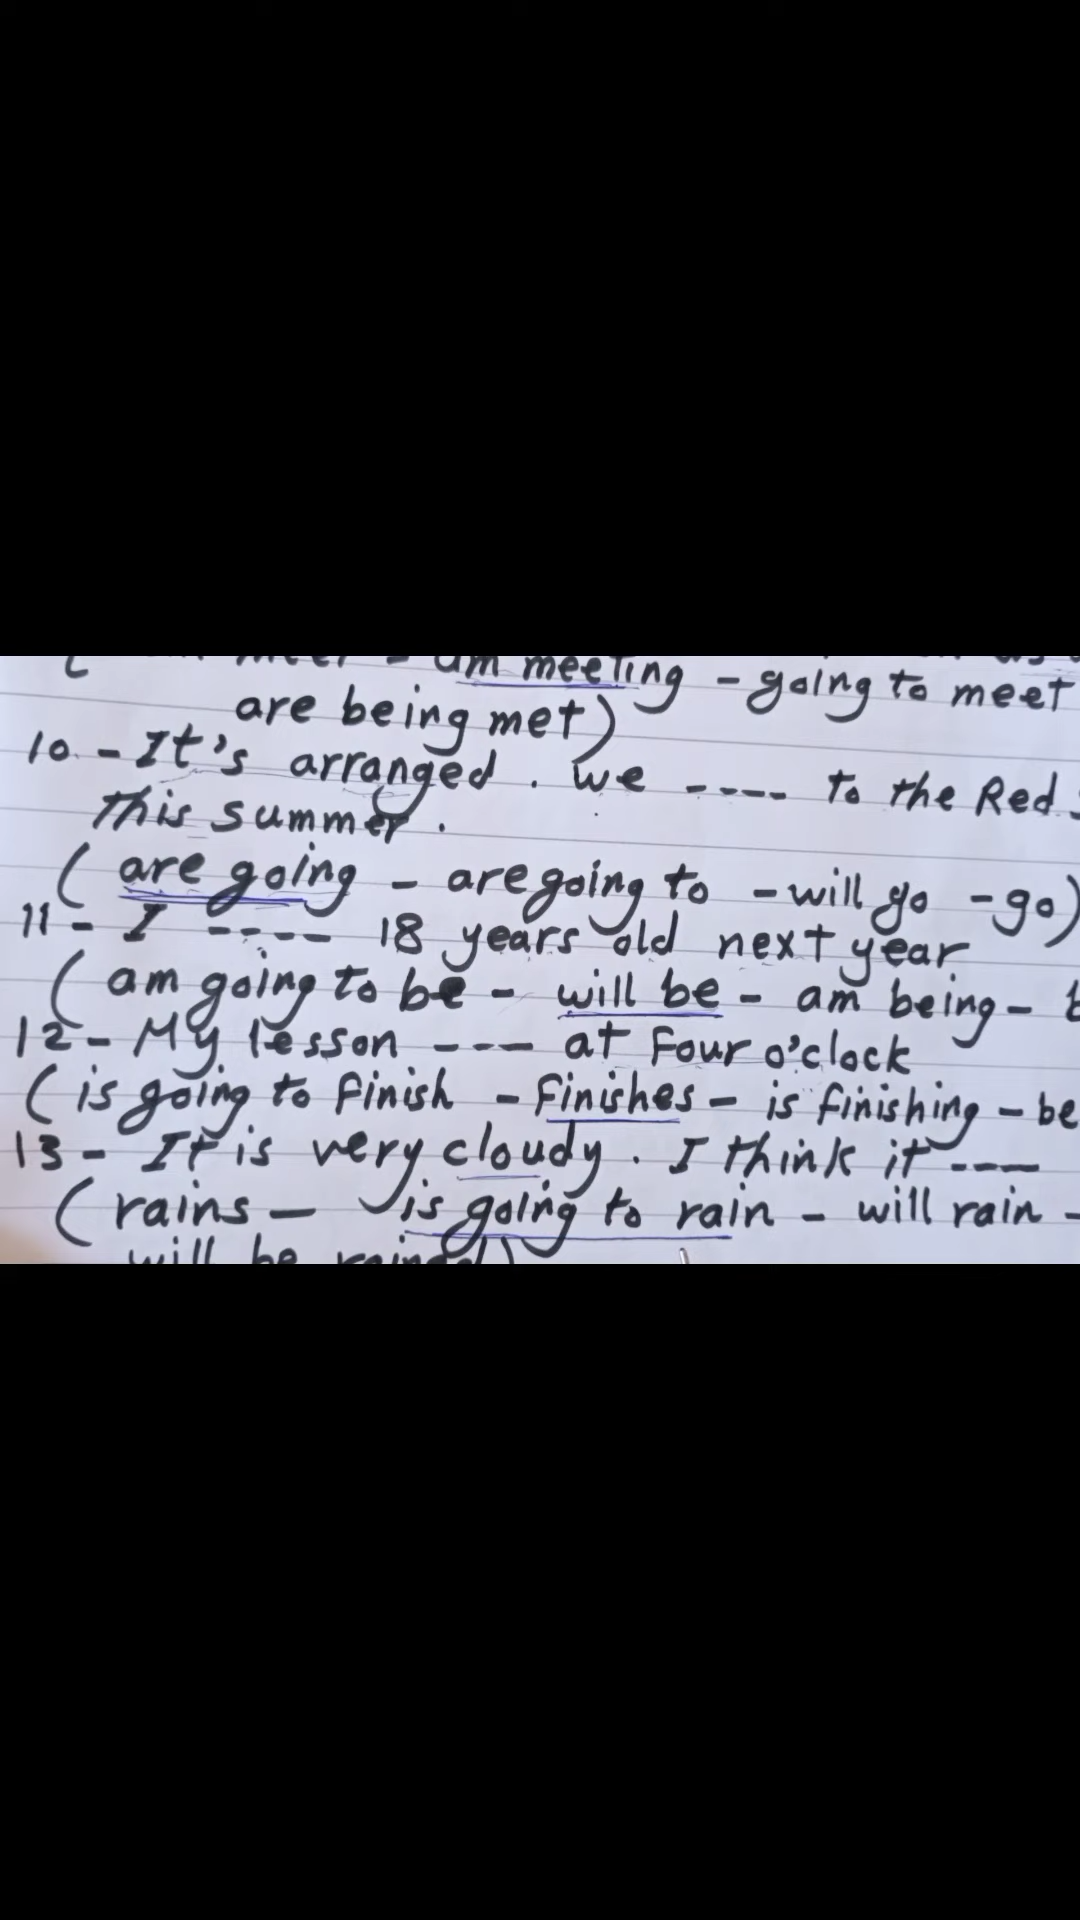 am meeting - going to meet
are being met)
10 - It's arranged. We ---- to the Red
this summer.
( are going - are going to - will go - go)
11 - I ---- 18 years old next year
( am going to be - will be - am being -
12 - My lesson ---- at Four o'clock
( is going to finish - finishes - is finishing - be
13 - It is very cloudy. I think it ----
( rains - is going to rain - will rain -
will be